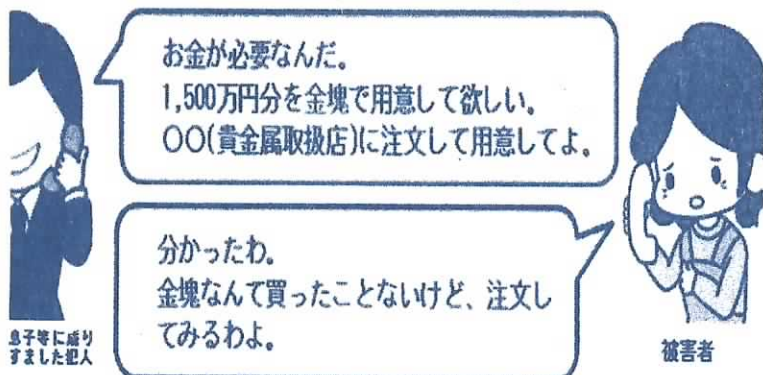 お金が必要なんだ。
1,500万円分を金塊で用意して欲しい。
〇〇(貴金属取扱店)に注文して用意してよ。
分かったわ。
金塊なんて買ったことないけど、注文し
てみるわよ。
息子等に成り
すました犯人
被害者